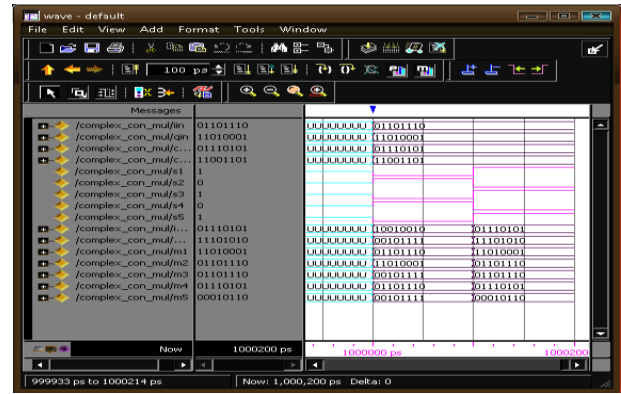 wave - default
File Edit View Add Format Tools Window
100 ps
Messages
/complex_con_mul/iin 01101110 UUUUUUUU 01101110
/complex_con_mul/qin 11010001 UUUUUUUU 11010001
/complex_con_mul/c... 01110101 UUUUUUUU 01110101
/complex_con_mul/c... 11001101 UUUUUUUU 11001101
/complex_con_mul/s1 1
/complex_con_mul/s2 0
/complex_con_mul/s3 1
/complex_con_mul/s4 0
/complex_con_mul/s5 1
/complex_con_mul/i... 01110101 UUUUUUUU 10010010 01110101
/complex_con_mul/... 11101010 UUUUUUUU 00101111 11101010
/complex_con_mul/m1 11010001 UUUUUUUU 01101110 11010001
/complex_con_mul/m2 01101110 UUUUUUUU 11010001 01101110
/complex_con_mul/m3 01101110 UUUUUUUU 00101111 01101110
/complex_con_mul/m4 01110101 UUUUUUUU 01101110 01110101
/complex_con_mul/m5 00010110 UUUUUUUU 00101111 00010110
Now 1000200 ps 1000000 ps 1000200
999933 ps to 1000214 ps Now: 1,000,200 ps Delta: 0